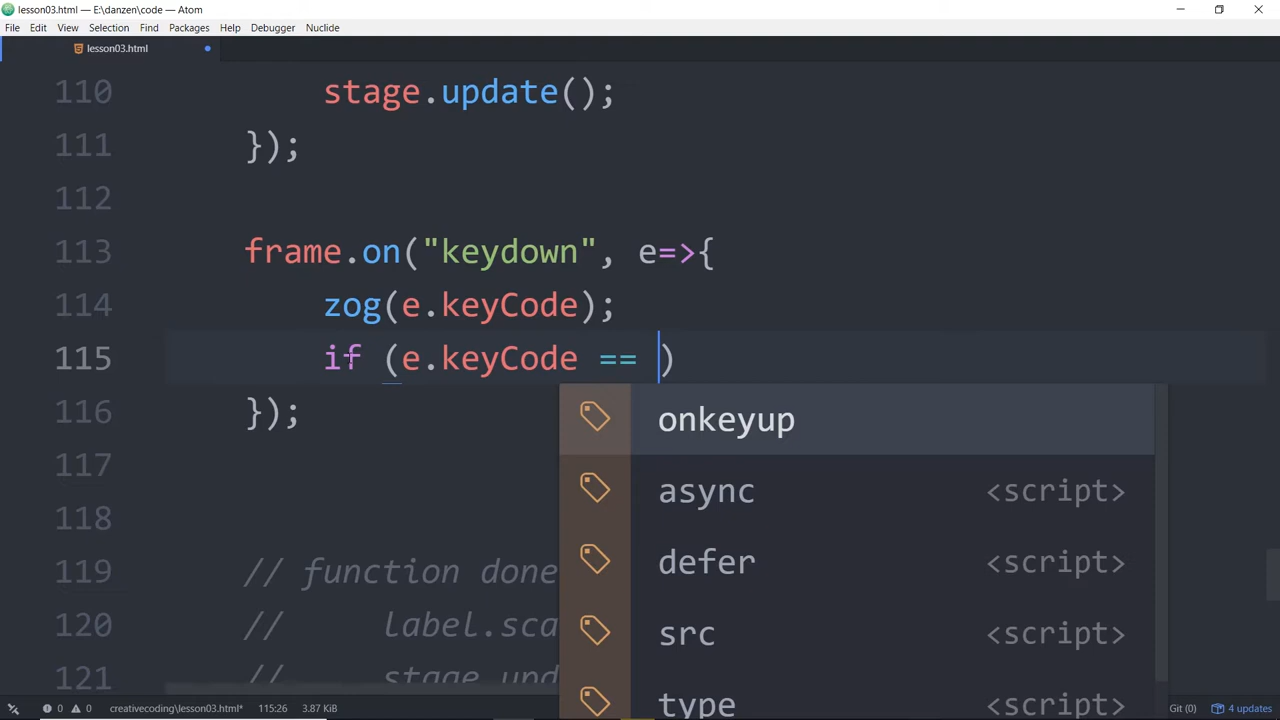 lesson03.html — E:\danzen\code — Atom
File Edit View Selection Find Packages Help Debugger Nuclide
lesson03.html
110 stage.update();
111 });
112
113 frame.on("keydown", e=>{
114 zog(e.keyCode);
115 if (e.keyCode == )
116 });
onkeyup
117
async <script>
118
defer <script>
119 // function done
src <script>
120 // label.sca
121 // stage.upd
type <script>
0 0 creativecoding\lesson03.html* 115:26 3.87 KiB Git (0) 4 updates